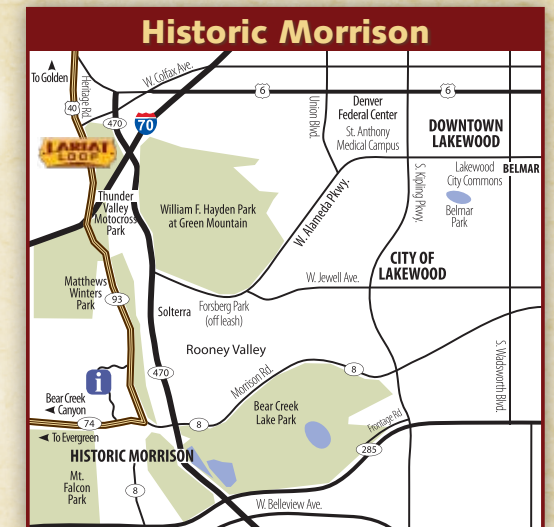 Historic Morrison
To Golden
W. Colfax Ave.
Heritage Rd.
40
470
70
6
6
Union Blvd.
Denver
Federal Center
St. Anthony
Medical Campus
DOWNTOWN
LAKEWOOD
LARIAT
LOOP
Lakewood
City Commons
BELMAR
S. Kipling Pkwy.
Belmar
Park
Thunder
Valley
Motocross
Park
William F. Hayden Park
at Green Mountain
W. Alameda Pkwy.
CITY OF
LAKEWOOD
Matthews
Winters
Park
93
W. Jewell Ave.
Solterra
Forsberg Park
(off leash)
Rooney Valley
S. Wadsworth Blvd.
i
470
Morrison Rd.
8
Bear Creek
Canyon
74
8
Bear Creek
Lake Park
Frontage Rd
To Evergreen
285
HISTORIC MORRISON
Mt.
Falcon
Park
8
W. Belleview Ave.